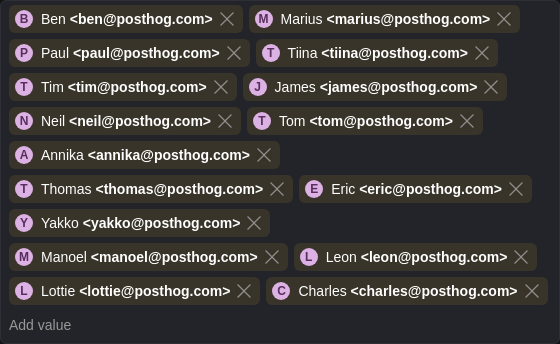 B Ben <ben@posthog.com> M Marius <marius@posthog.com>
P Paul <paul@posthog.com> T Tiina <tiina@posthog.com>
T Tim <tim@posthog.com> J James <james@posthog.com>
N Neil <neil@posthog.com> T Tom <tom@posthog.com>
A Annika <annika@posthog.com>
T Thomas <thomas@posthog.com> E Eric <eric@posthog.com>
Y Yakko <yakko@posthog.com>
M Manoel <manoel@posthog.com> L Leon <leon@posthog.com>
L Lottie <lottie@posthog.com> C Charles <charles@posthog.com>
Add value